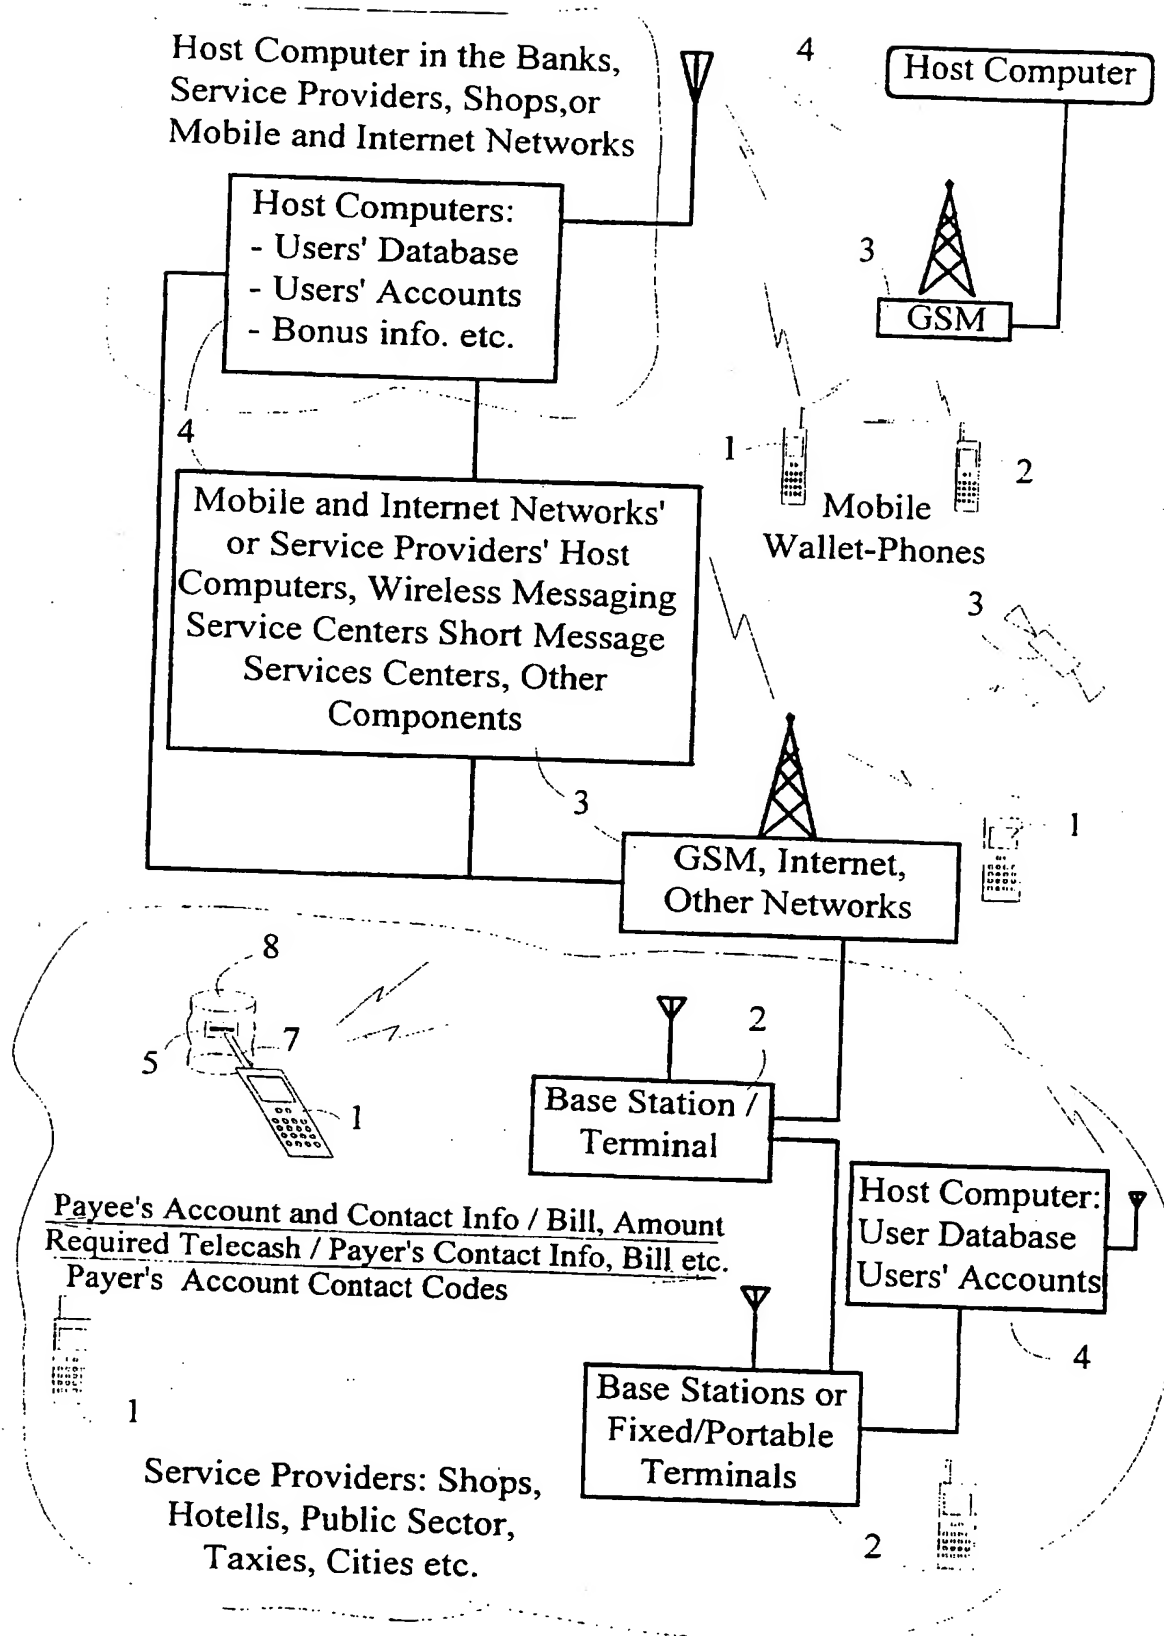 Host Computer in the Banks,
Service Providers, Shops,or
Mobile and Internet Networks
4
Host Computer
Host Computers:
- Users' Database
- Users' Accounts
- Bonus info. etc.
3
GSM
4
1
2
Mobile
Wallet-Phones
Mobile and Internet Networks'
or Service Providers' Host
Computers, Wireless Messaging
Service Centers Short Message
Services Centers, Other
Components
3
3
1
GSM, Internet,
Other Networks
8
5
7
1
2
Base Station /
Terminal
Payee's Account and Contact Info / Bill, Amount
Required Telecash / Payer's Contact Info, Bill etc.
Payer's Account Contact Codes
Host Computer:
User Database
Users' Accounts
4
1
Base Stations or
Fixed/Portable
Terminals
2
Service Providers: Shops,
Hotells, Public Sector,
Taxies, Cities etc.